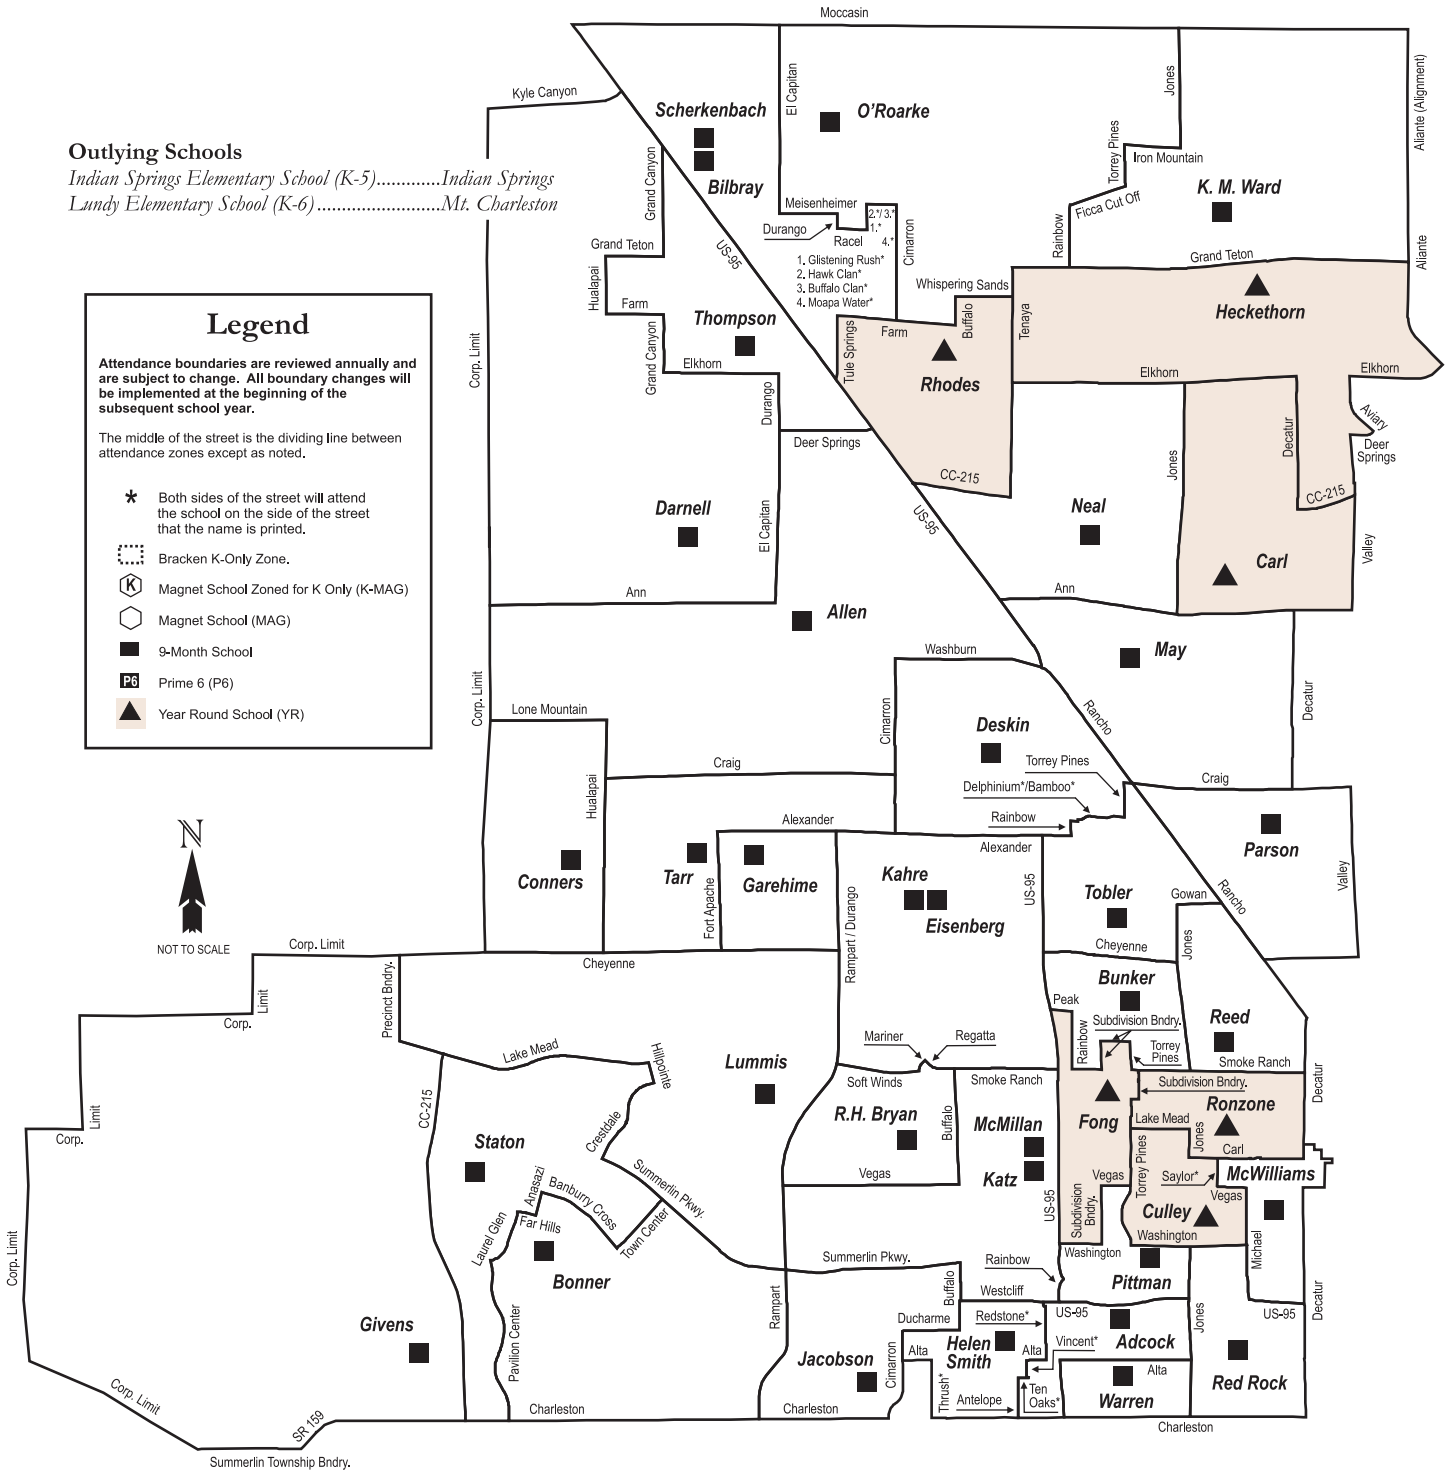 Moccasin
Kyle Canyon
Scherkenbach
Bilbray
El Capitan
O'Roarke
Jones
Torrey Pines
Iron Mountain
Ficca Cut Off
Rainbow
K. M. Ward
Aliante (Alignment)
Aliante
Outlying Schools
Indian Springs Elementary School (K-5)............Indian Springs
Lundy Elementary School (K-6).......................Mt. Charleston
Grand Canyon
Grand Teton
Hualapai
Farm
Grand Canyon
US-95
Meisenheimer
Durango
Racel
2.*/ 3.*
1.*
4.*
Cimarron
1. Glistening Rush*
2. Hawk Clan*
3. Buffalo Clan*
4. Moapa Water*
Whispering Sands
Grand Teton
Heckethorn
Thompson
Elkhorn
Durango
Tule Springs
Farm
Buffalo
Tenaya
Rhodes
Elkhorn
Elkhorn
Aviary
Deer
Springs
Decatur
CC-215
Deer Springs
CC-215
US-95
Jones
Neal
Carl
Valley
Corp. Limit
Legend
Attendance boundaries are reviewed annually and
are subject to change. All boundary changes will
be implemented at the beginning of the
subsequent school year.
The middle of the street is the dividing line between
attendance zones except as noted.
* Both sides of the street will attend
the school on the side of the street
that the name is printed.
Bracken K-Only Zone.
K Magnet School Zoned for K Only (K-MAG)
Magnet School (MAG)
9-Month School
P6 Prime 6 (P6)
Year Round School (YR)
Darnell
El Capitan
Ann
Ann
Allen
May
Washburn
Corp. Limit
Lone Mountain
Cimarron
Deskin
Rancho
Decatur
Craig
Craig
Torrey Pines
Delphinium*/Bamboo*
Rainbow
Hualapai
Alexander
Alexander
Parson
Valley
N
NOT TO SCALE
Conners
Tarr
Fort Apache
Garehime
Rampart / Durango
Kahre
Eisenberg
US-95
Tobler
Gowan
Rancho
Cheyenne
Jones
Corp. Limit
Cheyenne
Precinct Bndry.
Limit
Corp.
Bunker
Peak
Subdivision Bndry.
Rainbow
Torrey
Pines
Reed
Smoke Ranch
Lake Mead
Hillpointe
Lummis
Mariner
Regatta
Soft Winds
Smoke Ranch
Subdivision Bndry.
Decatur
CC-215
Crestdale
R.H. Bryan
Buffalo
McMillan
Katz
Fong
Lake Mead
Ronzone
Jones
Carl
Limit
Corp.
Staton
Summerlin Pkwy.
Vegas
US-95
Vegas
Subdivision
Bndry.
Torrey Pines
Saylor*
McWilliams
Vegas
Culley
Washington
Washington
Michael
Anasazi
Banburry Cross
Far Hills
Laurel Glen
Town Center
Bonner
Corp. Limit
Summerlin Pkwy.
Rainbow
Pittman
Buffalo
Westcliff
US-95
US-95
Decatur
Givens
Pavilion Center
Rampart
Ducharme
Redstone*
Helen
Smith
Vincent*
Adcock
Jones
Jacobson
Cimarron
Alta
Alta
Alta
Red Rock
Thrush*
Antelope
Ten
Oaks*
Warren
Corp. Limit
SR 159
Charleston
Charleston
Charleston
Summerlin Township Bndry.